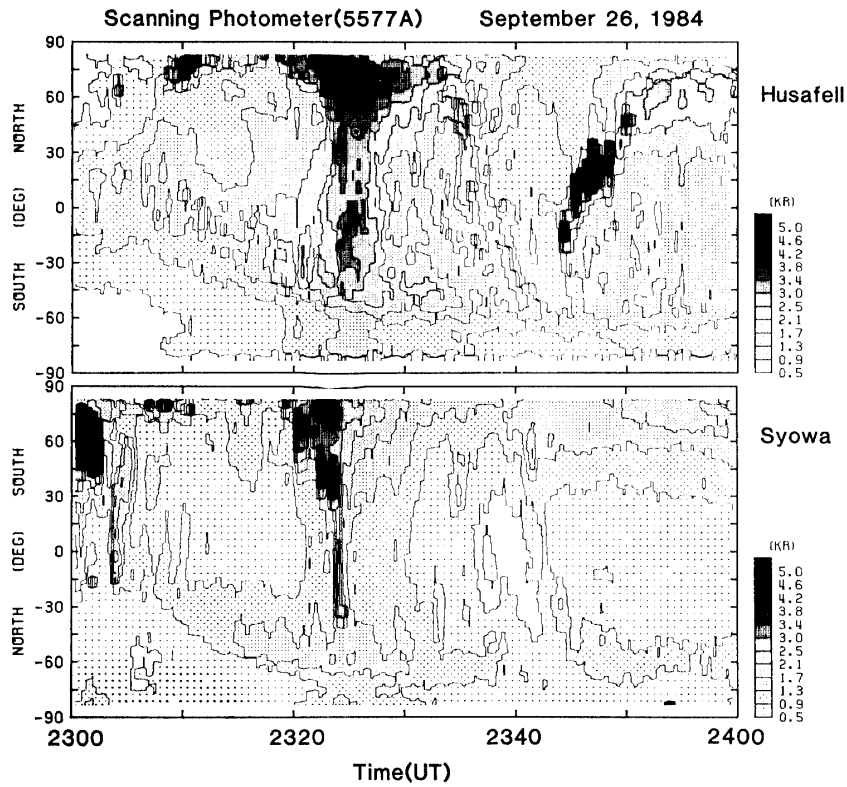 Scanning Photometer(5577A) September 26, 1984
90
60
30
0
-30
-60
-90
NORTH
(DEG)
SOUTH
Husafell
(KR)
5.0
4.6
4.2
3.8
3.4
3.0
2.5
2.1
1.7
1.3
0.9
0.5
90
60
30
0
-30
-60
-90
SOUTH
(DEG)
NORTH
Syowa
(KR)
5.0
4.6
4.2
3.8
3.4
3.0
2.5
2.1
1.7
1.3
0.9
0.5
2300 2320 2340 2400
Time(UT)